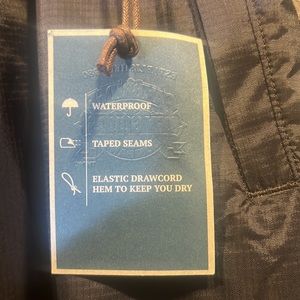 WATERPROOF
TAPED SEAMS
ELASTIC DRAWCORD
HEM TO KEEP YOU DRY